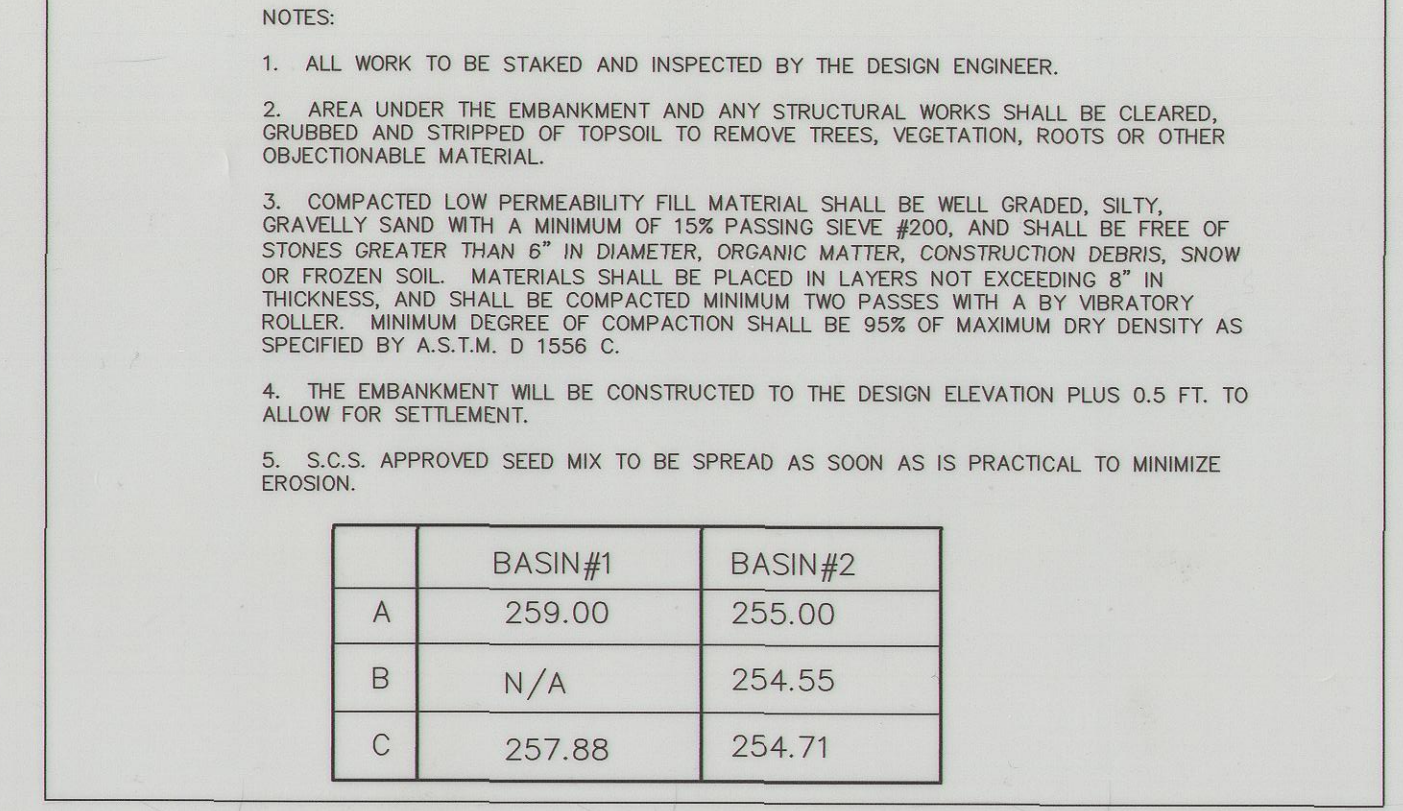 NOTES:
1. ALL WORK TO BE STAKED AND INSPECTED BY THE DESIGN ENGINEER.
2. AREA UNDER THE EMBANKMENT AND ANY STRUCTURAL WORKS SHALL BE CLEARED,
GRUBBED AND STRIPPED OF TOPSOIL TO REMOVE TREES, VEGETATION, ROOTS OR OTHER
OBJECTIONABLE MATERIAL.
3. COMPACTED LOW PERMEABILITY FILL MATERIAL SHALL BE WELL GRADED, SILTY,
GRAVELLY SAND WITH A MINIMUM OF 15% PASSING SIEVE #200, AND SHALL BE FREE OF
STONES GREATER THAN 6" IN DIAMETER, ORGANIC MATTER, CONSTRUCTION DEBRIS, SNOW
OR FROZEN SOIL. MATERIALS SHALL BE PLACED IN LAYERS NOT EXCEEDING 8" IN
THICKNESS, AND SHALL BE COMPACTED MINIMUM TWO PASSES WITH A BY VIBRATORY
ROLLER. MINIMUM DEGREE OF COMPACTION SHALL BE 95% OF MAXIMUM DRY DENSITY AS
SPECIFIED BY A.S.T.M. D 1556 C.
4. THE EMBANKMENT WILL BE CONSTRUCTED TO THE DESIGN ELEVATION PLUS 0.5 FT. TO
ALLOW FOR SETTLEMENT.
5. S.C.S. APPROVED SEED MIX TO BE SPREAD AS SOON AS IS PRACTICAL TO MINIMIZE
EROSION.
BASIN#1 BASIN#2
A 259.00 255.00
B N/A 254.55
C 257.88 254.71